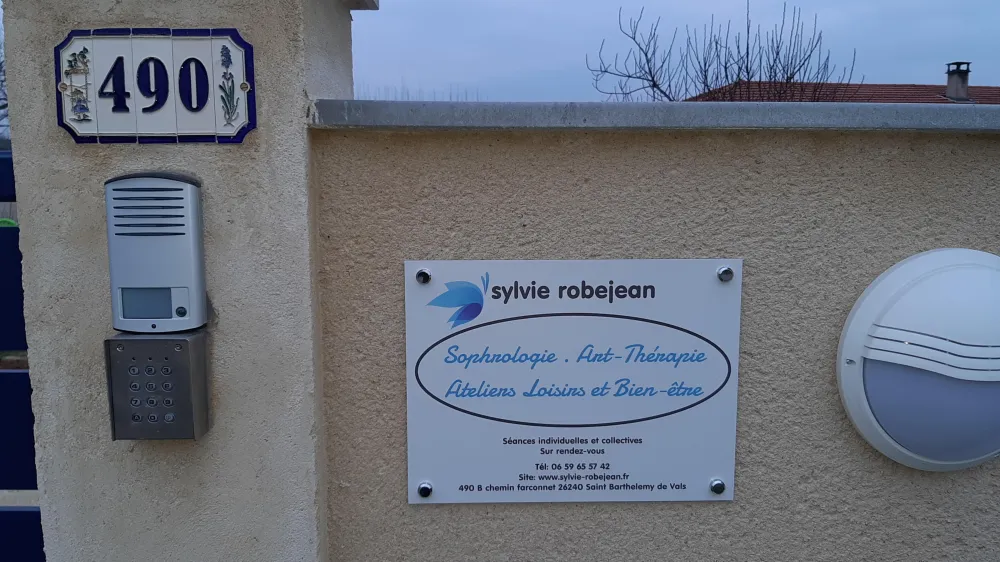 490
sylvie robejean
Sophrologie . Art-Thérapie
Ateliers Loisirs et Bien-être
Séances individuelles et collectives
Sur rendez-vous
Tél: 06 59 65 57 42
Site: www.sylvie-robejean.fr
490 B chemin farconnet 26240 Saint Barthelemy de Vals